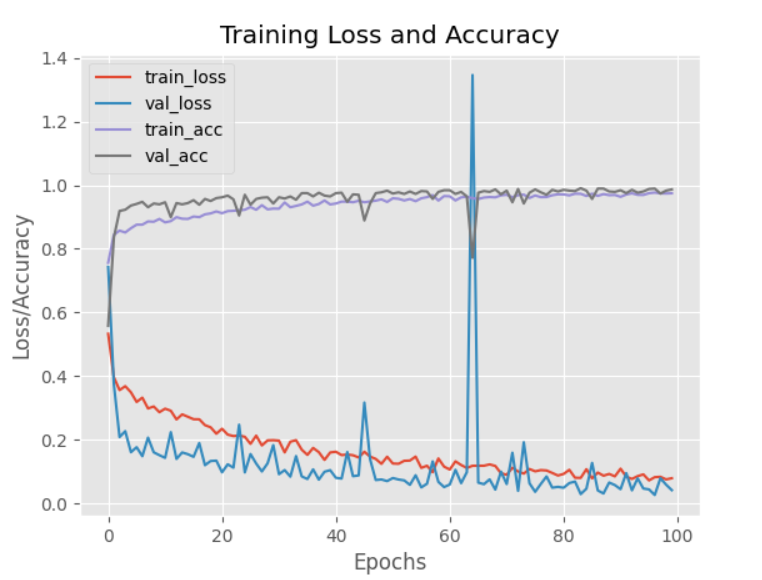 Training Loss and Accuracy
train_loss
val_loss
train_acc
val_acc
1.4
1.2
1.0
0.8
0.6
0.4
0.2
0.0
Loss/Accuracy
0 20 40 60 80 100
Epochs